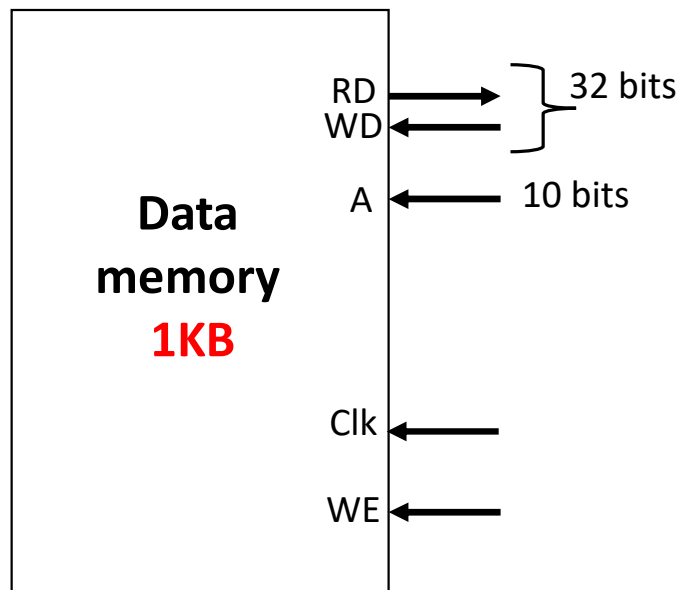 RD
WD
32 bits
A
10 bits
Data
memory
1KB
Clk
WE